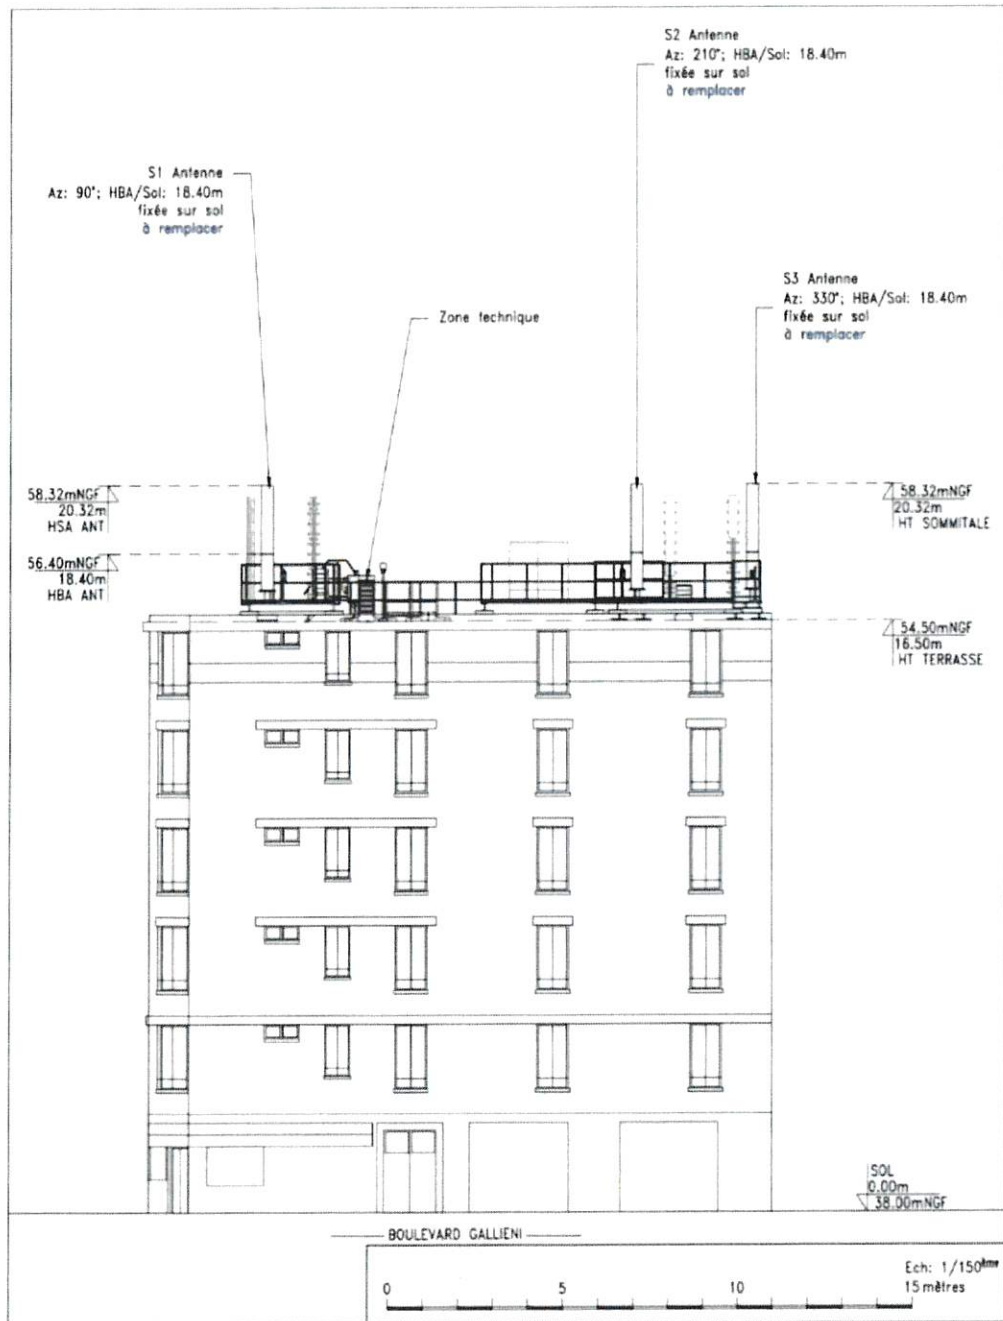 S2 Antenne
Az: 210°; HBA/Sol: 18.40m
fixée sur sol
à remplacer
S1 Antenne
Az: 90°; HBA/Sol: 18.40m
fixée sur sol
à remplacer
S3 Antenne
Az: 330°; HBA/Sol: 18.40m
fixée sur sol
à remplacer
Zone technique
58.32mNGF
20.32m
HSA ANT
58.32mNGF
20.32m
HT SOMMITALE
56.40mNGF
18.40m
HBA ANT
54.50mNGF
16.50m
HT TERRASSE
SOL
0.00m
38.00mNGF
BOULEVARD GALLIENI
Ech: 1/150ème
0 5 10 15 mètres